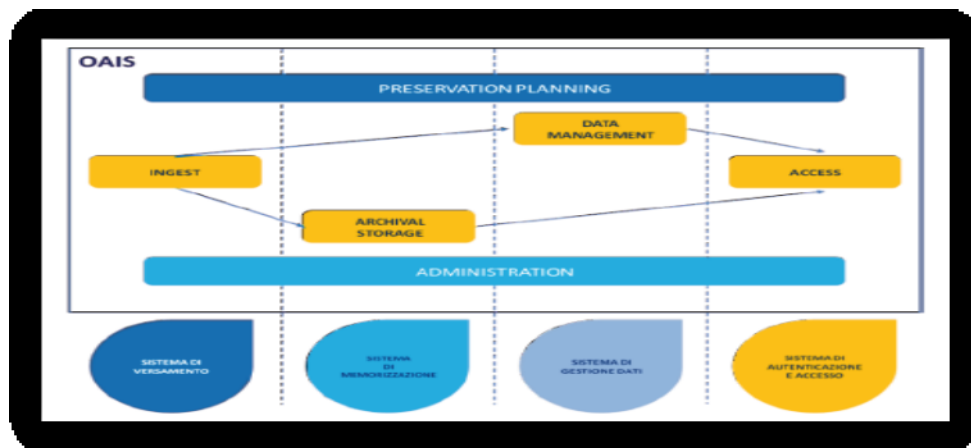 OAIS
PRESERVATION PLANNING
DATA
MANAGEMENT
INGEST
ACCESS
ARCHIVAL
STORAGE
ADMINISTRATION
SISTEMA DI
VERSAMENTO
SISTEMA
DI
MEMORIZZAZIONE
SISTEMA DI
GESTIONE DATI
SISTEMA DI
AUTENTICAZIONE
E ACCESSO